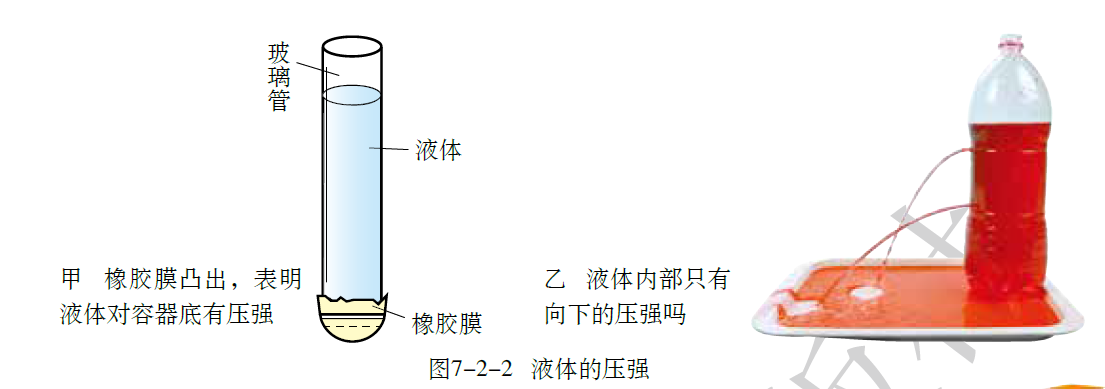 玻璃管
液体
甲 橡胶膜凸出，表明
液体对容器底有压强
橡胶膜
乙 液体内部只有
向下的压强吗
图7-2-2 液体的压强